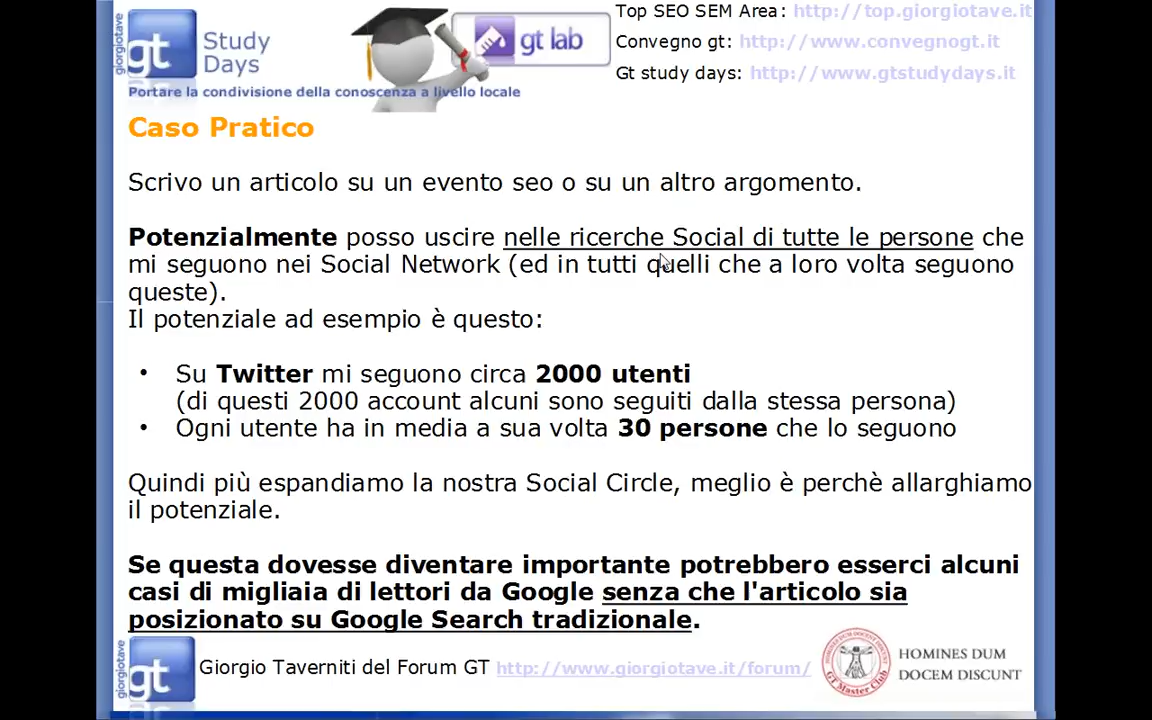 giorgiotave
gt
Study
Days
gt lab
Portare la condivisione della conoscenza a livello locale
Top SEO SEM Area: http://top.giorgiotave.it
Convegno gt: http://www.convegnogt.it
Gt study days: http://www.gtstudydays.it
Caso Pratico
Scrivo un articolo su un evento seo o su un altro argomento.
Potenzialmente posso uscire nelle ricerche Social di tutte le persone che
mi seguono nei Social Network (ed in tutti quelli che a loro volta seguono
queste).
Il potenziale ad esempio è questo:
• Su Twitter mi seguono circa 2000 utenti
(di questi 2000 account alcuni sono seguiti dalla stessa persona)
• Ogni utente ha in media a sua volta 30 persone che lo seguono
Quindi più espandiamo la nostra Social Circle, meglio è perchè allarghiamo
il potenziale.
Se questa dovesse diventare importante potrebbero esserci alcuni
casi di migliaia di lettori da Google senza che l'articolo sia
posizionato su Google Search tradizionale.
giorgiotave
gt
Giorgio Taverniti del Forum GT http://www.giorgiotave.it/forum/
HOMINES DUM
DOCEM DISCUNT
GT Master Club